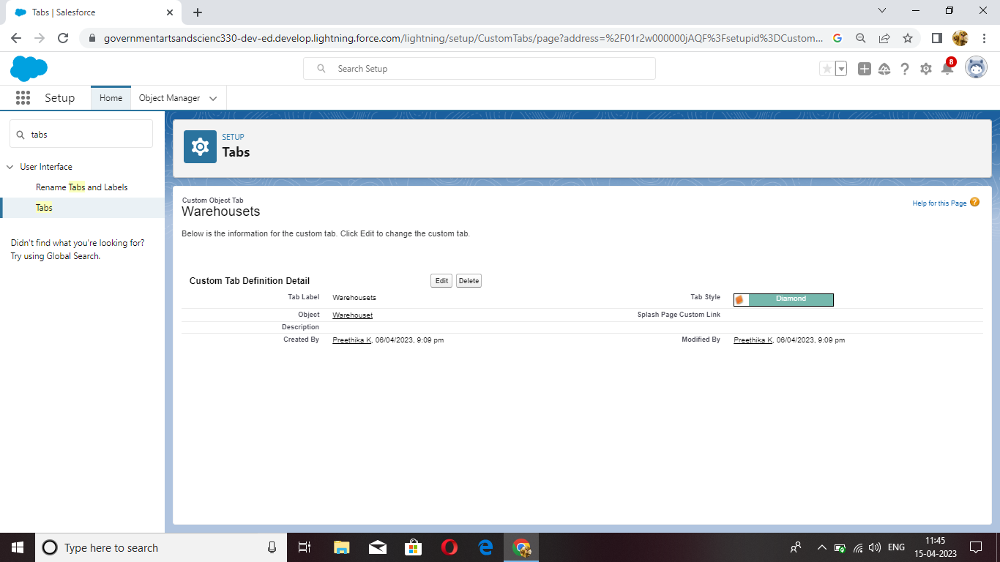 Tabs | Salesforce
governmentartsandscienc330-dev-ed.develop.lightning.force.com/lightning/setup/CustomTabs/page?address=%2F01r2w000000jAQF%3Fsetupid%3DCustom...
Search Setup
8
Setup
Home
Object Manager
tabs
User Interface
Rename Tabs and Labels
Tabs
Didn't find what you're looking for?
Try using Global Search.
SETUP
Tabs
Custom Object Tab
Warehousets
Help for this Page
Below is the information for the custom tab. Click Edit to change the custom tab.
Custom Tab Definition Detail
Edit
Delete
Tab Label Warehousets
Tab Style Diamond
Object Warehouset
Splash Page Custom Link
Description
Created By Preethika K, 06/04/2023, 9:09 pm
Modified By Preethika K, 06/04/2023, 9:09 pm
Type here to search
ENG
11:45
15-04-2023